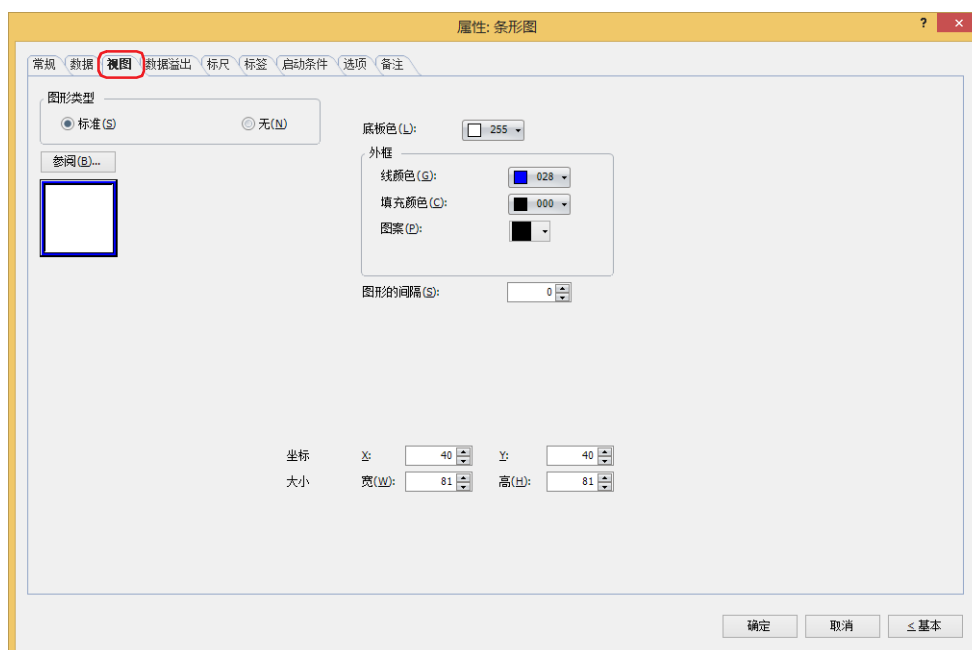 属性: 条形图
? ×
常规 数据 视图 数据溢出 标尺 标签 启动条件 选项 备注
图形类型
标准(S) 无(N)
参阅(B)...
底板色(L): 255
外框
线颜色(G): 028
填充颜色(C): 000
图案(P):
图形的间隔(S): 0
坐标 X: 40 Y: 40
大小 宽(W): 81 高(H): 81
确定 取消 < 基本